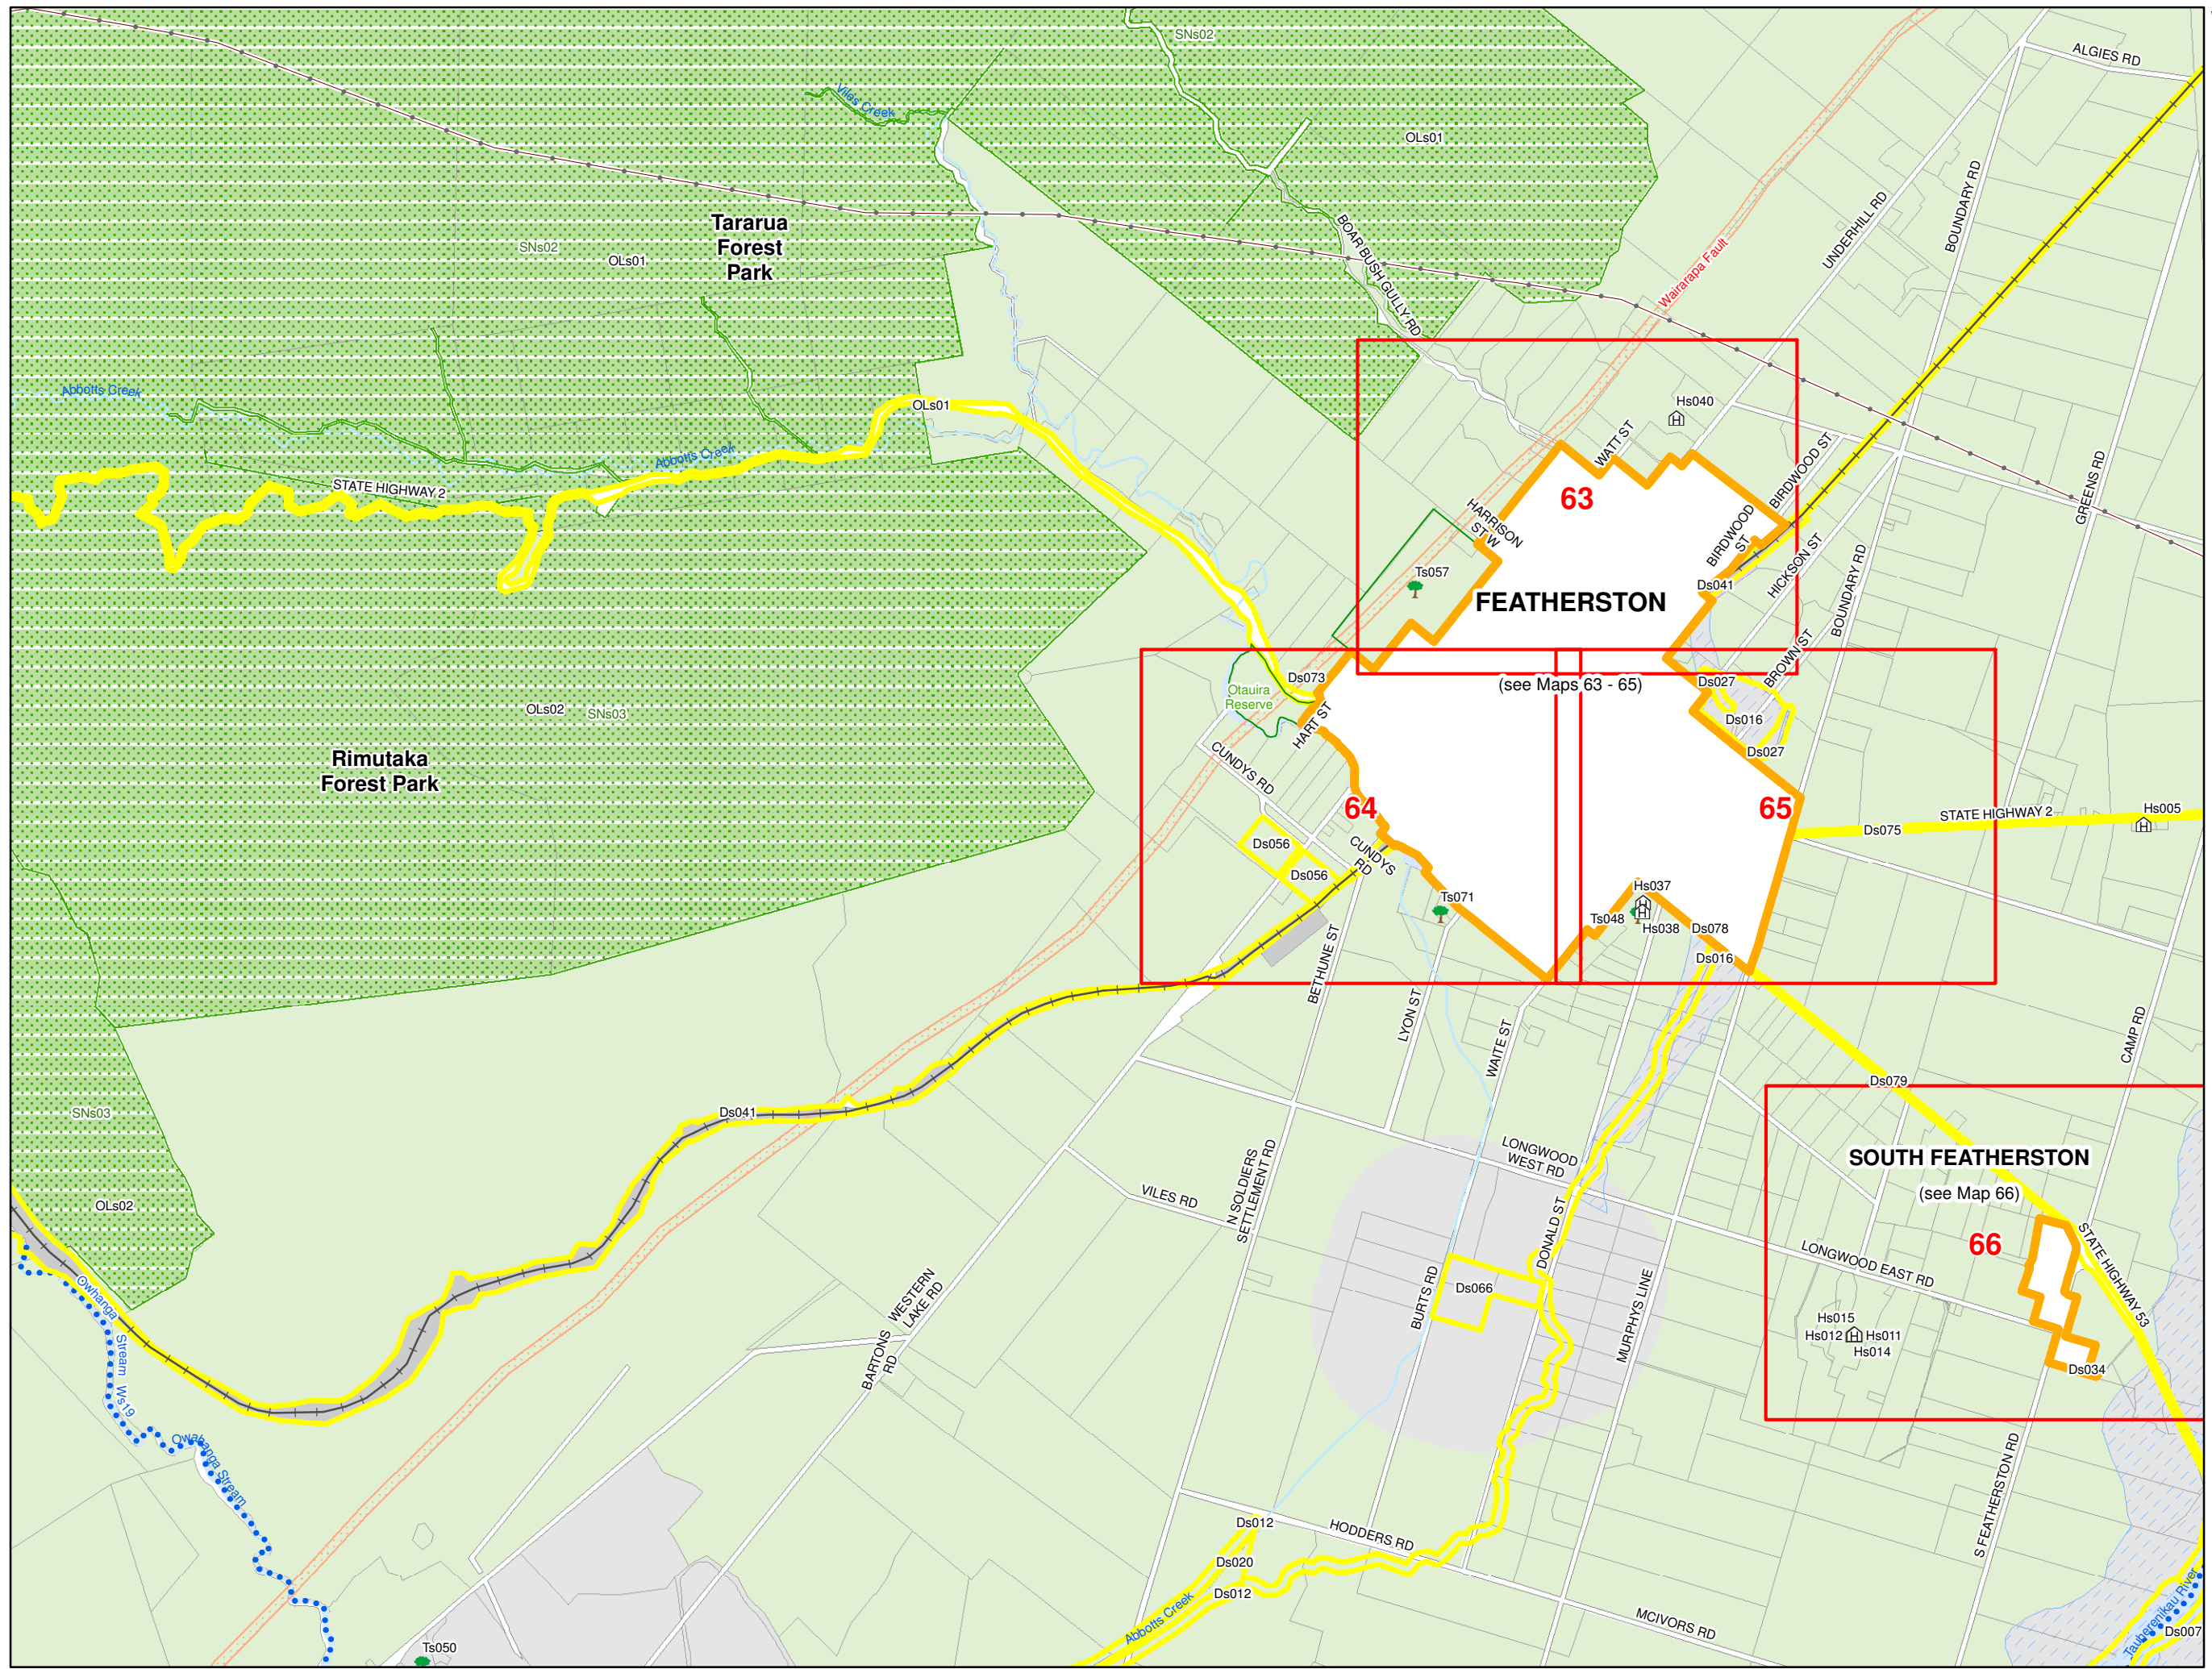 SNs02
ALGIES RD
Viles Creek
OLs01
BOUNDARY RD
UNDERHILL RD
Tararua
Forest
Park
SNs02
OLs01
BOAR BUSH GULLY RD
Wairarapa Fault
Abbotts Creek
OLs01
Hs040
WATT ST
Abbotts Creek
STATE HIGHWAY 2
BIRDWOOD ST
GREENS RD
63
HARRISON
ST W
BIRDWOOD
ST
HICKSON ST
BOUNDARY RD
Ts057
Ds041
FEATHERSTON
BROWN ST
Ds073
(see Maps 63 - 65)
Ds027
Otauira
Reserve
OLs02
SNs03
HART ST
Ds016
Ds027
Rimutaka
Forest Park
CUNDYS RD
64
65
STATE HIGHWAY 2
Hs005
Ds075
Ds056
CUNDYS
RD
Ds056
Hs037
Ts071
Ts048
Hs038
Ds078
Ds016
BETHUNE ST
LYON ST
WAITE ST
CAMP RD
Ds079
SNs03
Ds041
LONGWOOD
WEST RD
SOUTH FEATHERSTON
(see Map 66)
N SOLDIERS
SETTLEMENT RD
VILES RD
OLs02
DONALD ST
66
STATE HIGHWAY 53
LONGWOOD EAST RD
Owhanga
Stream
Ws19
WESTERN
LAKE RD
BARTONS
RD
BURTS RD
Ds066
MURPHYS LINE
Hs015
Hs012
Hs011
Hs014
Ds034
Owahanga
Stream
S FEATHERSTON RD
Ds012
HODDERS RD
Ds020
Ds012
Abbotts Creek
MCIVORS RD
Tauherenikau River
Ds007
Ts050